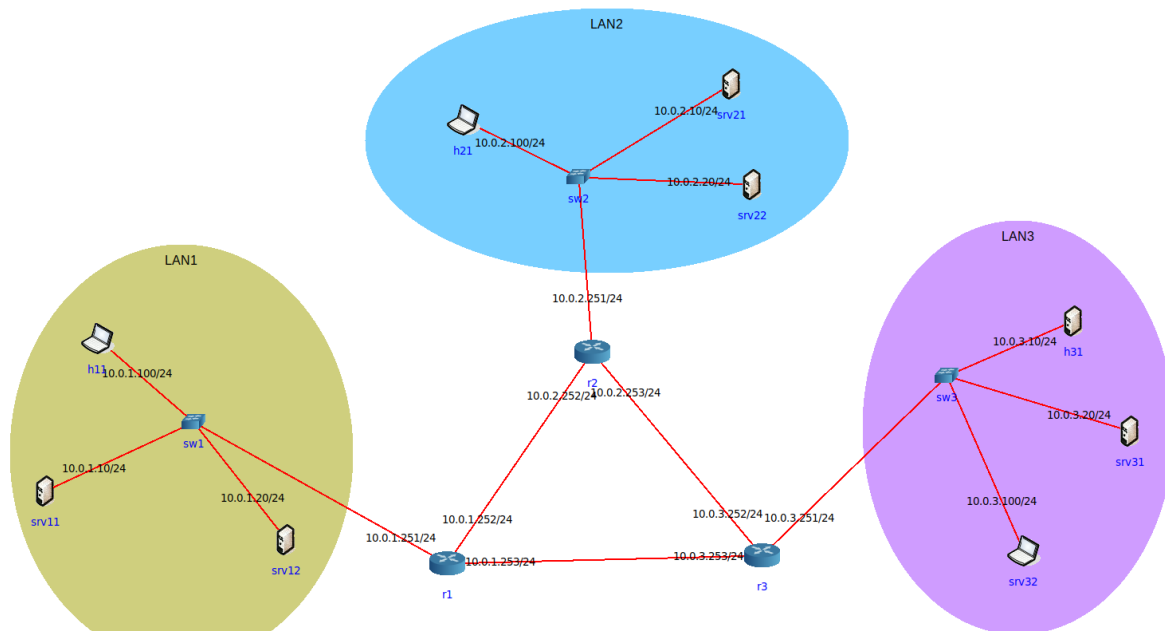 LAN2
10.0.2.10/24
srv21
h21
10.0.2.100/24
sw2
10.0.2.20/24
srv22
LAN3
LAN1
10.0.2.251/24
10.0.3.10/24
h31
h11
10.0.1.100/24
r2
10.0.2.252/24
10.0.2.253/24
sw3
10.0.3.20/24
srv31
sw1
10.0.1.10/24
srv11
10.0.1.20/24
srv12
10.0.1.252/24
10.0.1.251/24
10.0.1.253/24
r1
10.0.3.252/24
10.0.3.251/24
10.0.3.253/24
r3
10.0.3.100/24
srv32